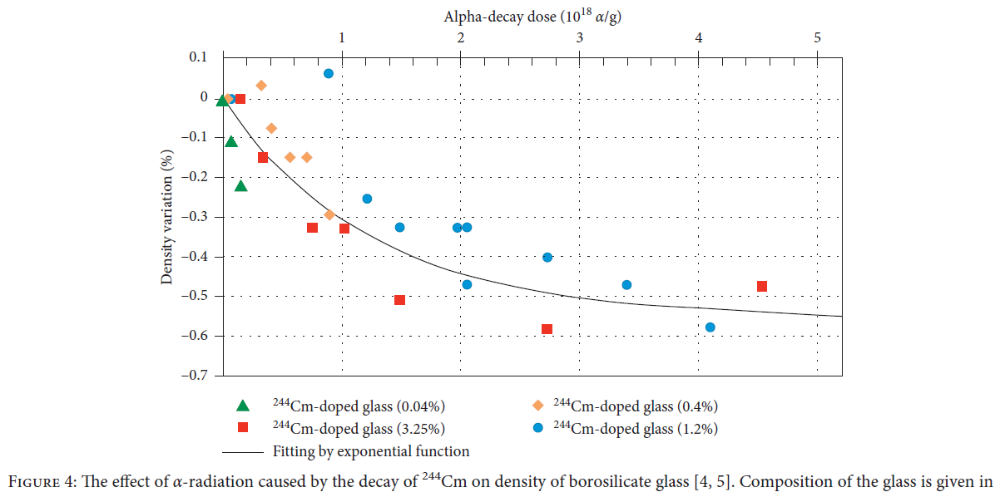 Alpha-decay dose (10¹⁸ α/g)
1 2 3 4 5
0.1
0
−0.1
−0.2
−0.3
−0.4
−0.5
−0.6
−0.7
Density variation (%)
²⁴⁴Cm-doped glass (0.04%) ²⁴⁴Cm-doped glass (0.4%)
²⁴⁴Cm-doped glass (3.25%) ²⁴⁴Cm-doped glass (1.2%)
Fitting by exponential function
Figure 4: The effect of α-radiation caused by the decay of ²⁴⁴Cm on density of borosilicate glass [4, 5]. Composition of the glass is given in